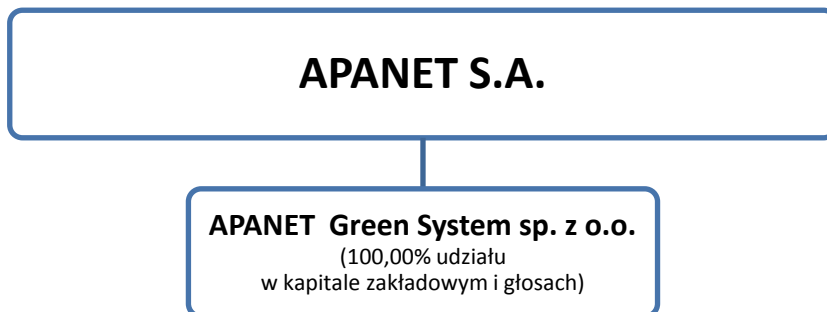 APANET S.A.
APANET Green System sp. z o.o.
(100,00% udziału
w kapitale zakładowym i głosach)